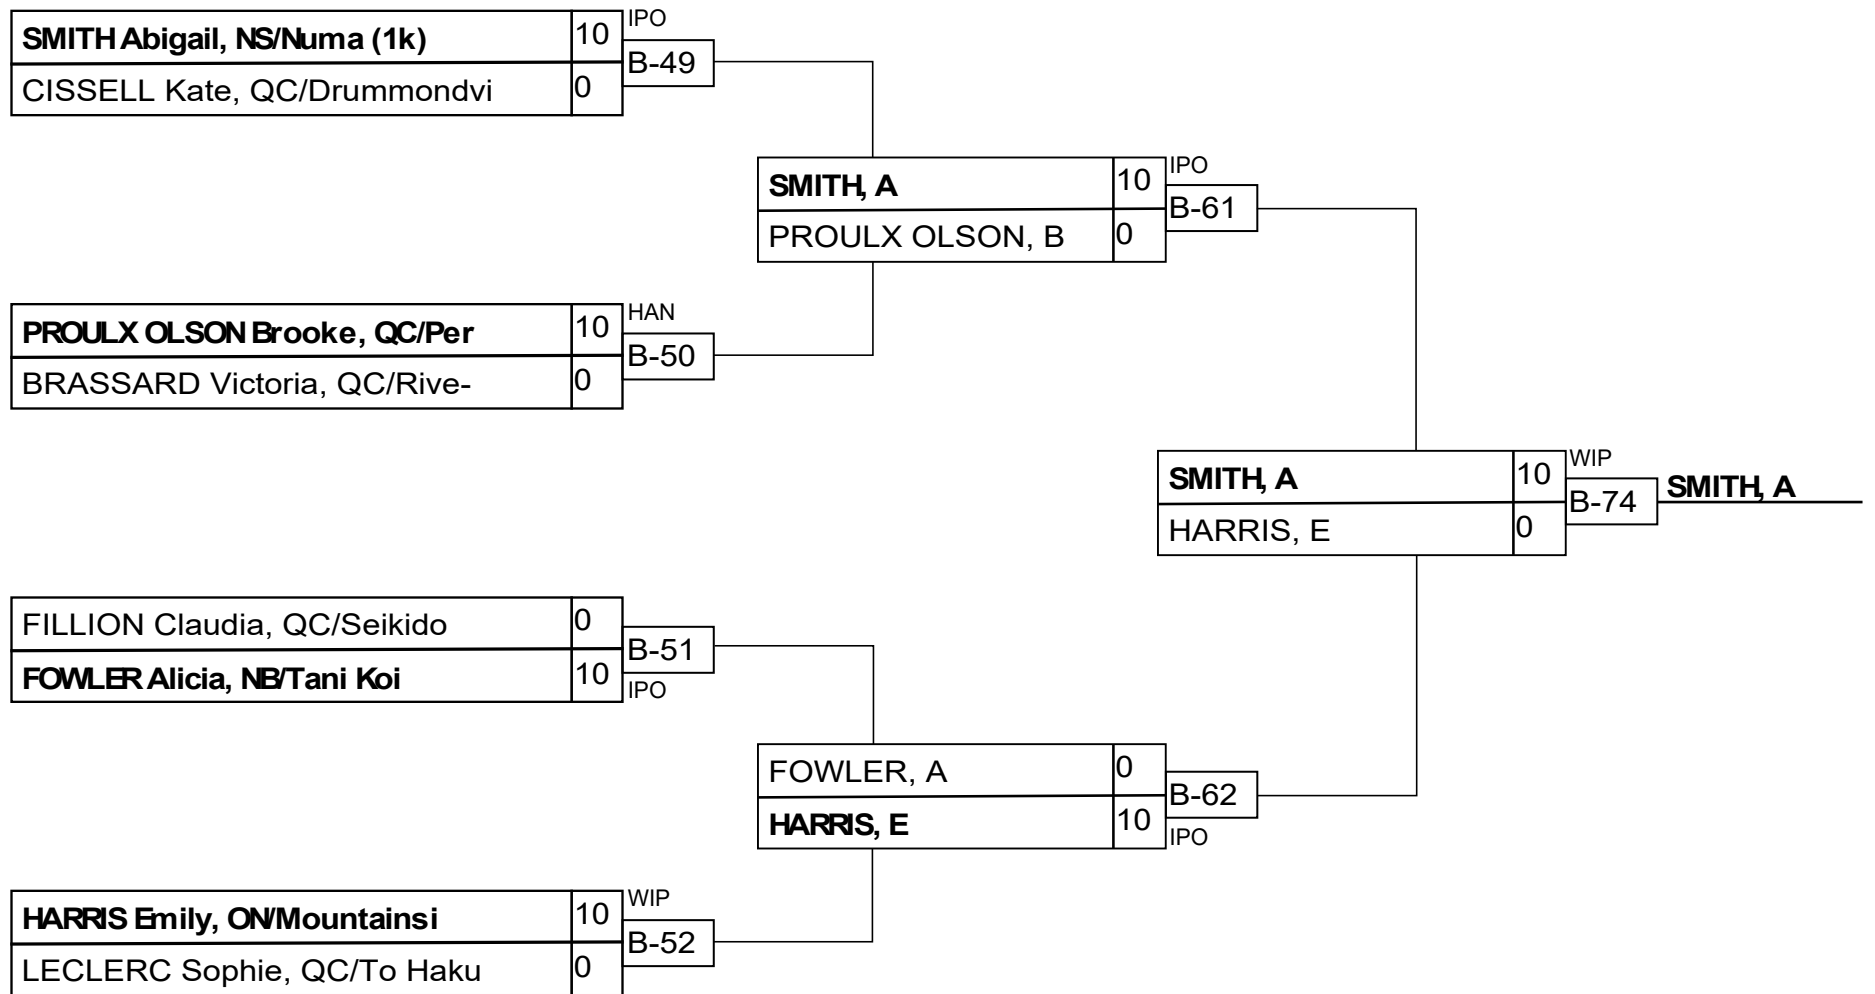 SMITH Abigail, NS/Numa (1k) 10 IPO
B-49
CISSELL Kate, QC/Drummondvi 0
SMITH, A 10 IPO
B-61
PROULX OLSON, B 0
PROULX OLSON Brooke, QC/Per 10 HAN
B-50
BRASSARD Victoria, QC/Rive- 0
SMITH, A 10 WIP
B-74 SMITH, A
HARRIS, E 0
FILLION Claudia, QC/Seikido 0
B-51
FOWLER Alicia, NB/Tani Koi 10 IPO
FOWLER, A 0
B-62
HARRIS, E 10 IPO
HARRIS Emily, ON/Mountainsi 10 WIP
B-52
LECLERC Sophie, QC/To Haku 0